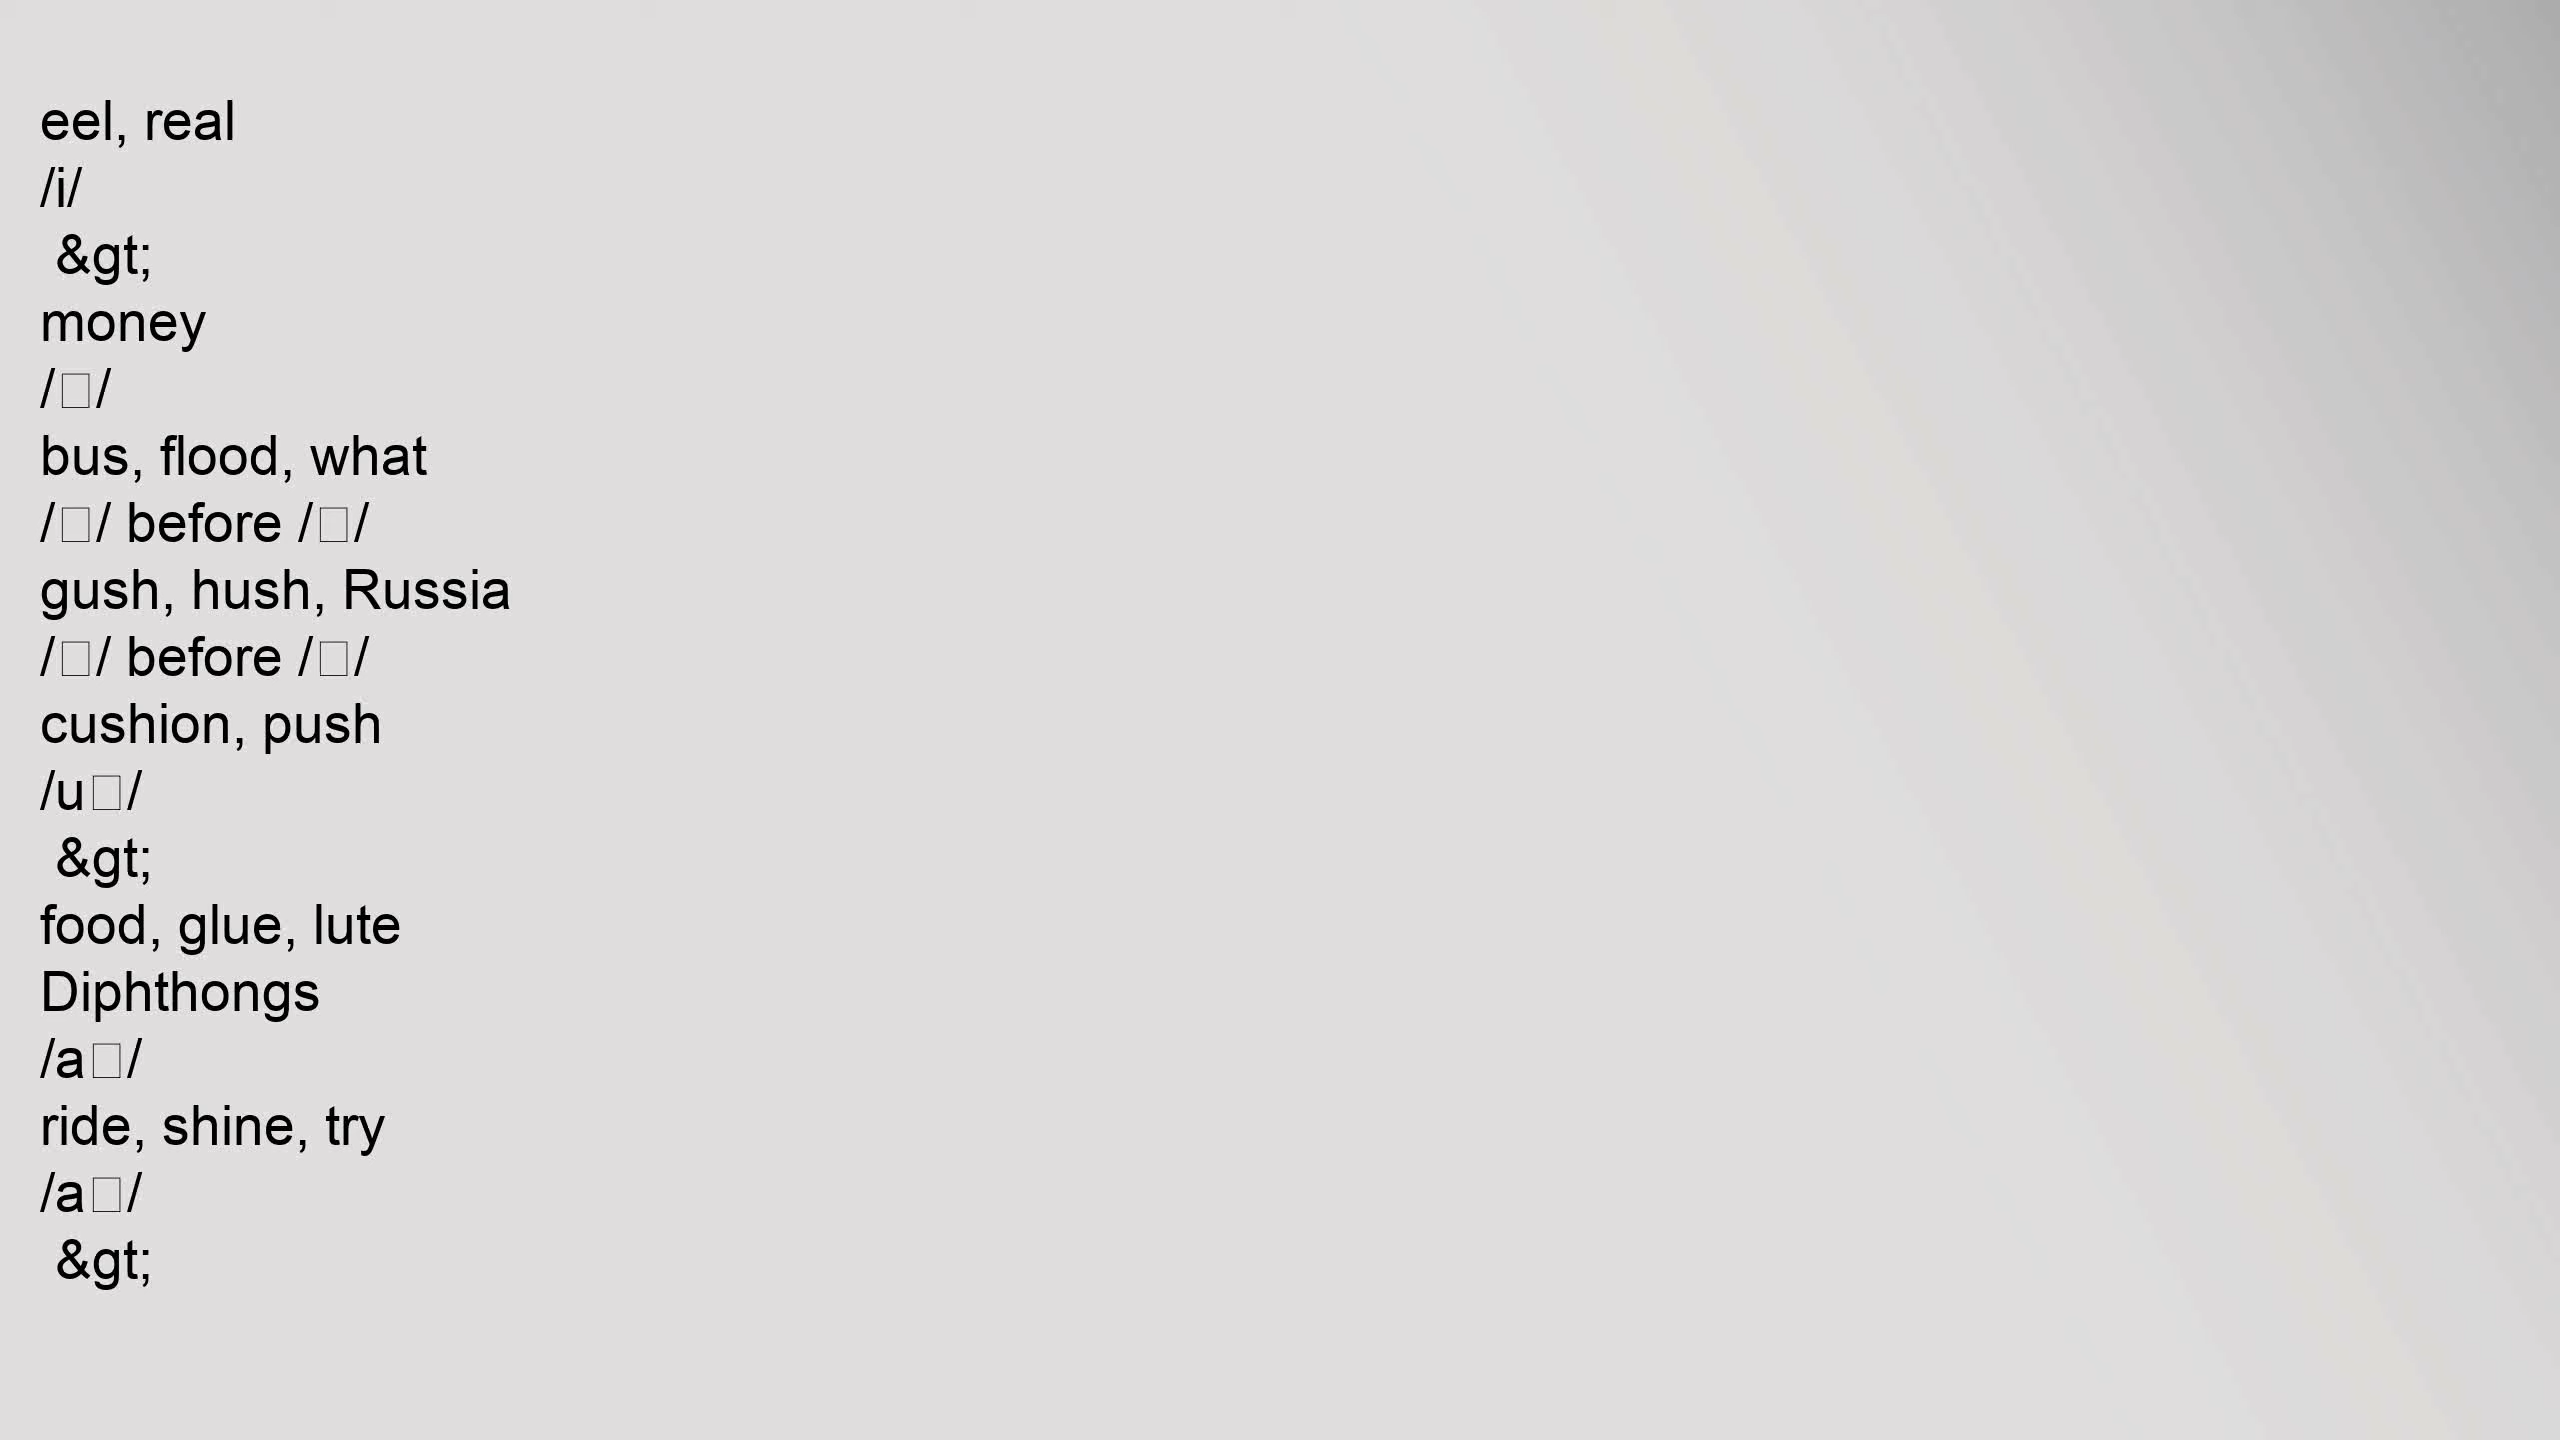 eel, real
/i/
&gt;
money
/□/
bus, flood, what
/□/ before /□/
gush, hush, Russia
/□/ before /□/
cushion, push
/u□/
&gt;
food, glue, lute
Diphthongs
/a□/
ride, shine, try
/a□/
&gt;